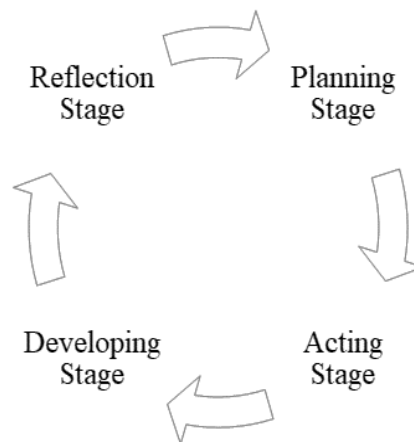 Reflection
Stage
Planning
Stage
Developing
Stage
Acting
Stage